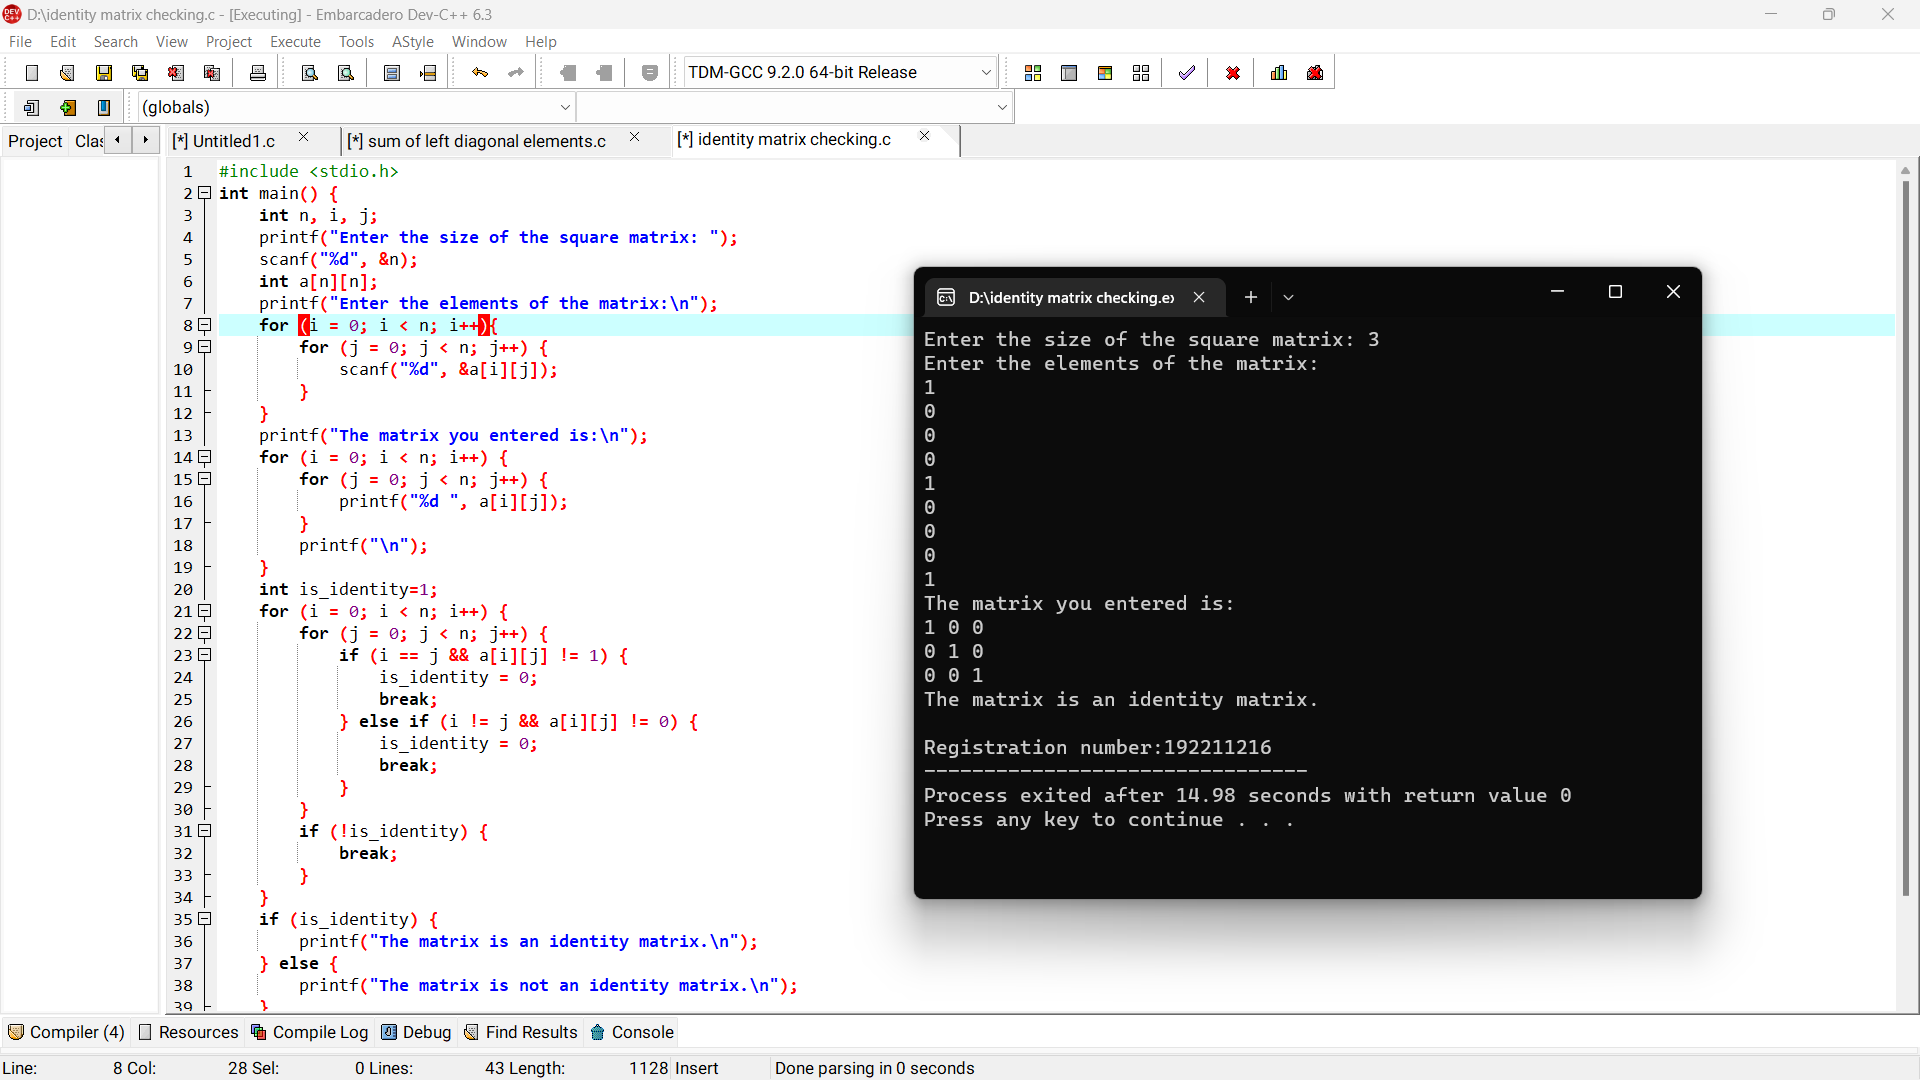 D:\identity matrix checking.c - [Executing] - Embarcadero Dev-C++ 6.3
File Edit Search View Project Execute Tools AStyle Window Help
TDM-GCC 9.2.0 64-bit Release
(globals)
Project Clas [*] Untitled1.c [*] sum of left diagonal elements.c [*] identity matrix checking.c
1 #include <stdio.h>
2 int main() {
3 int n, i, j;
4 printf("Enter the size of the square matrix: ");
5 scanf("%d", &n);
6 int a[n][n];
7 printf("Enter the elements of the matrix:\n");
8 for (i = 0; i < n; i++){
9 for (j = 0; j < n; j++) {
10 scanf("%d", &a[i][j]);
11 }
12 }
13 printf("The matrix you entered is:\n");
14 for (i = 0; i < n; i++) {
15 for (j = 0; j < n; j++) {
16 printf("%d ", a[i][j]);
17 }
18 printf("\n");
19 }
20 int is_identity=1;
21 for (i = 0; i < n; i++) {
22 for (j = 0; j < n; j++) {
23 if (i == j && a[i][j] != 1) {
24 is_identity = 0;
25 break;
26 } else if (i != j && a[i][j] != 0) {
27 is_identity = 0;
28 break;
29 }
30 }
31 if (!is_identity) {
32 break;
33 }
34 }
35 if (is_identity) {
36 printf("The matrix is an identity matrix.\n");
37 } else {
38 printf("The matrix is not an identity matrix.\n");
39 }
D:\identity matrix checking.ex
Enter the size of the square matrix: 3
Enter the elements of the matrix:
1
0
0
0
1
0
0
0
1
The matrix you entered is:
1 0 0
0 1 0
0 0 1
The matrix is an identity matrix.
Registration number:192211216
--------------------------------
Process exited after 14.98 seconds with return value 0
Press any key to continue . . .
Compiler (4) Resources Compile Log Debug Find Results Console
Line: 8 Col: 28 Sel: 0 Lines: 43 Length: 1128 Insert Done parsing in 0 seconds